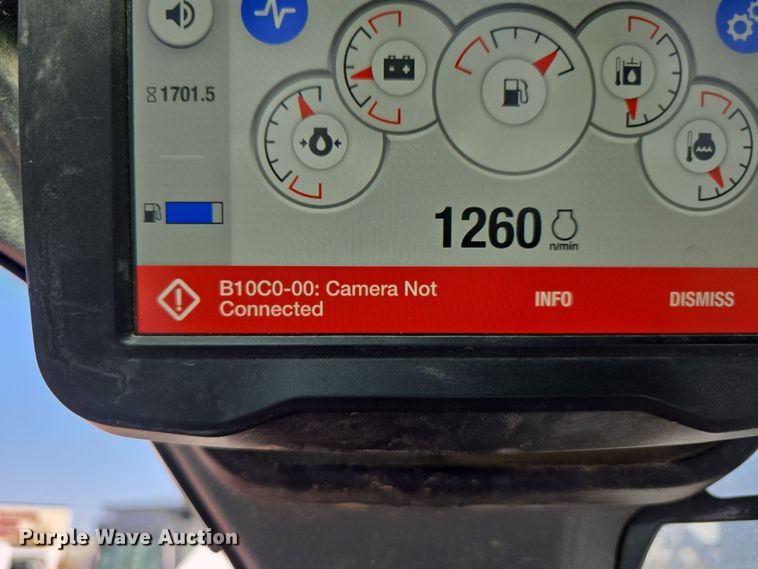 1701.5
1260
n/min
B10C0-00: Camera Not
Connected
INFO
DISMISS
Purple Wave Auction